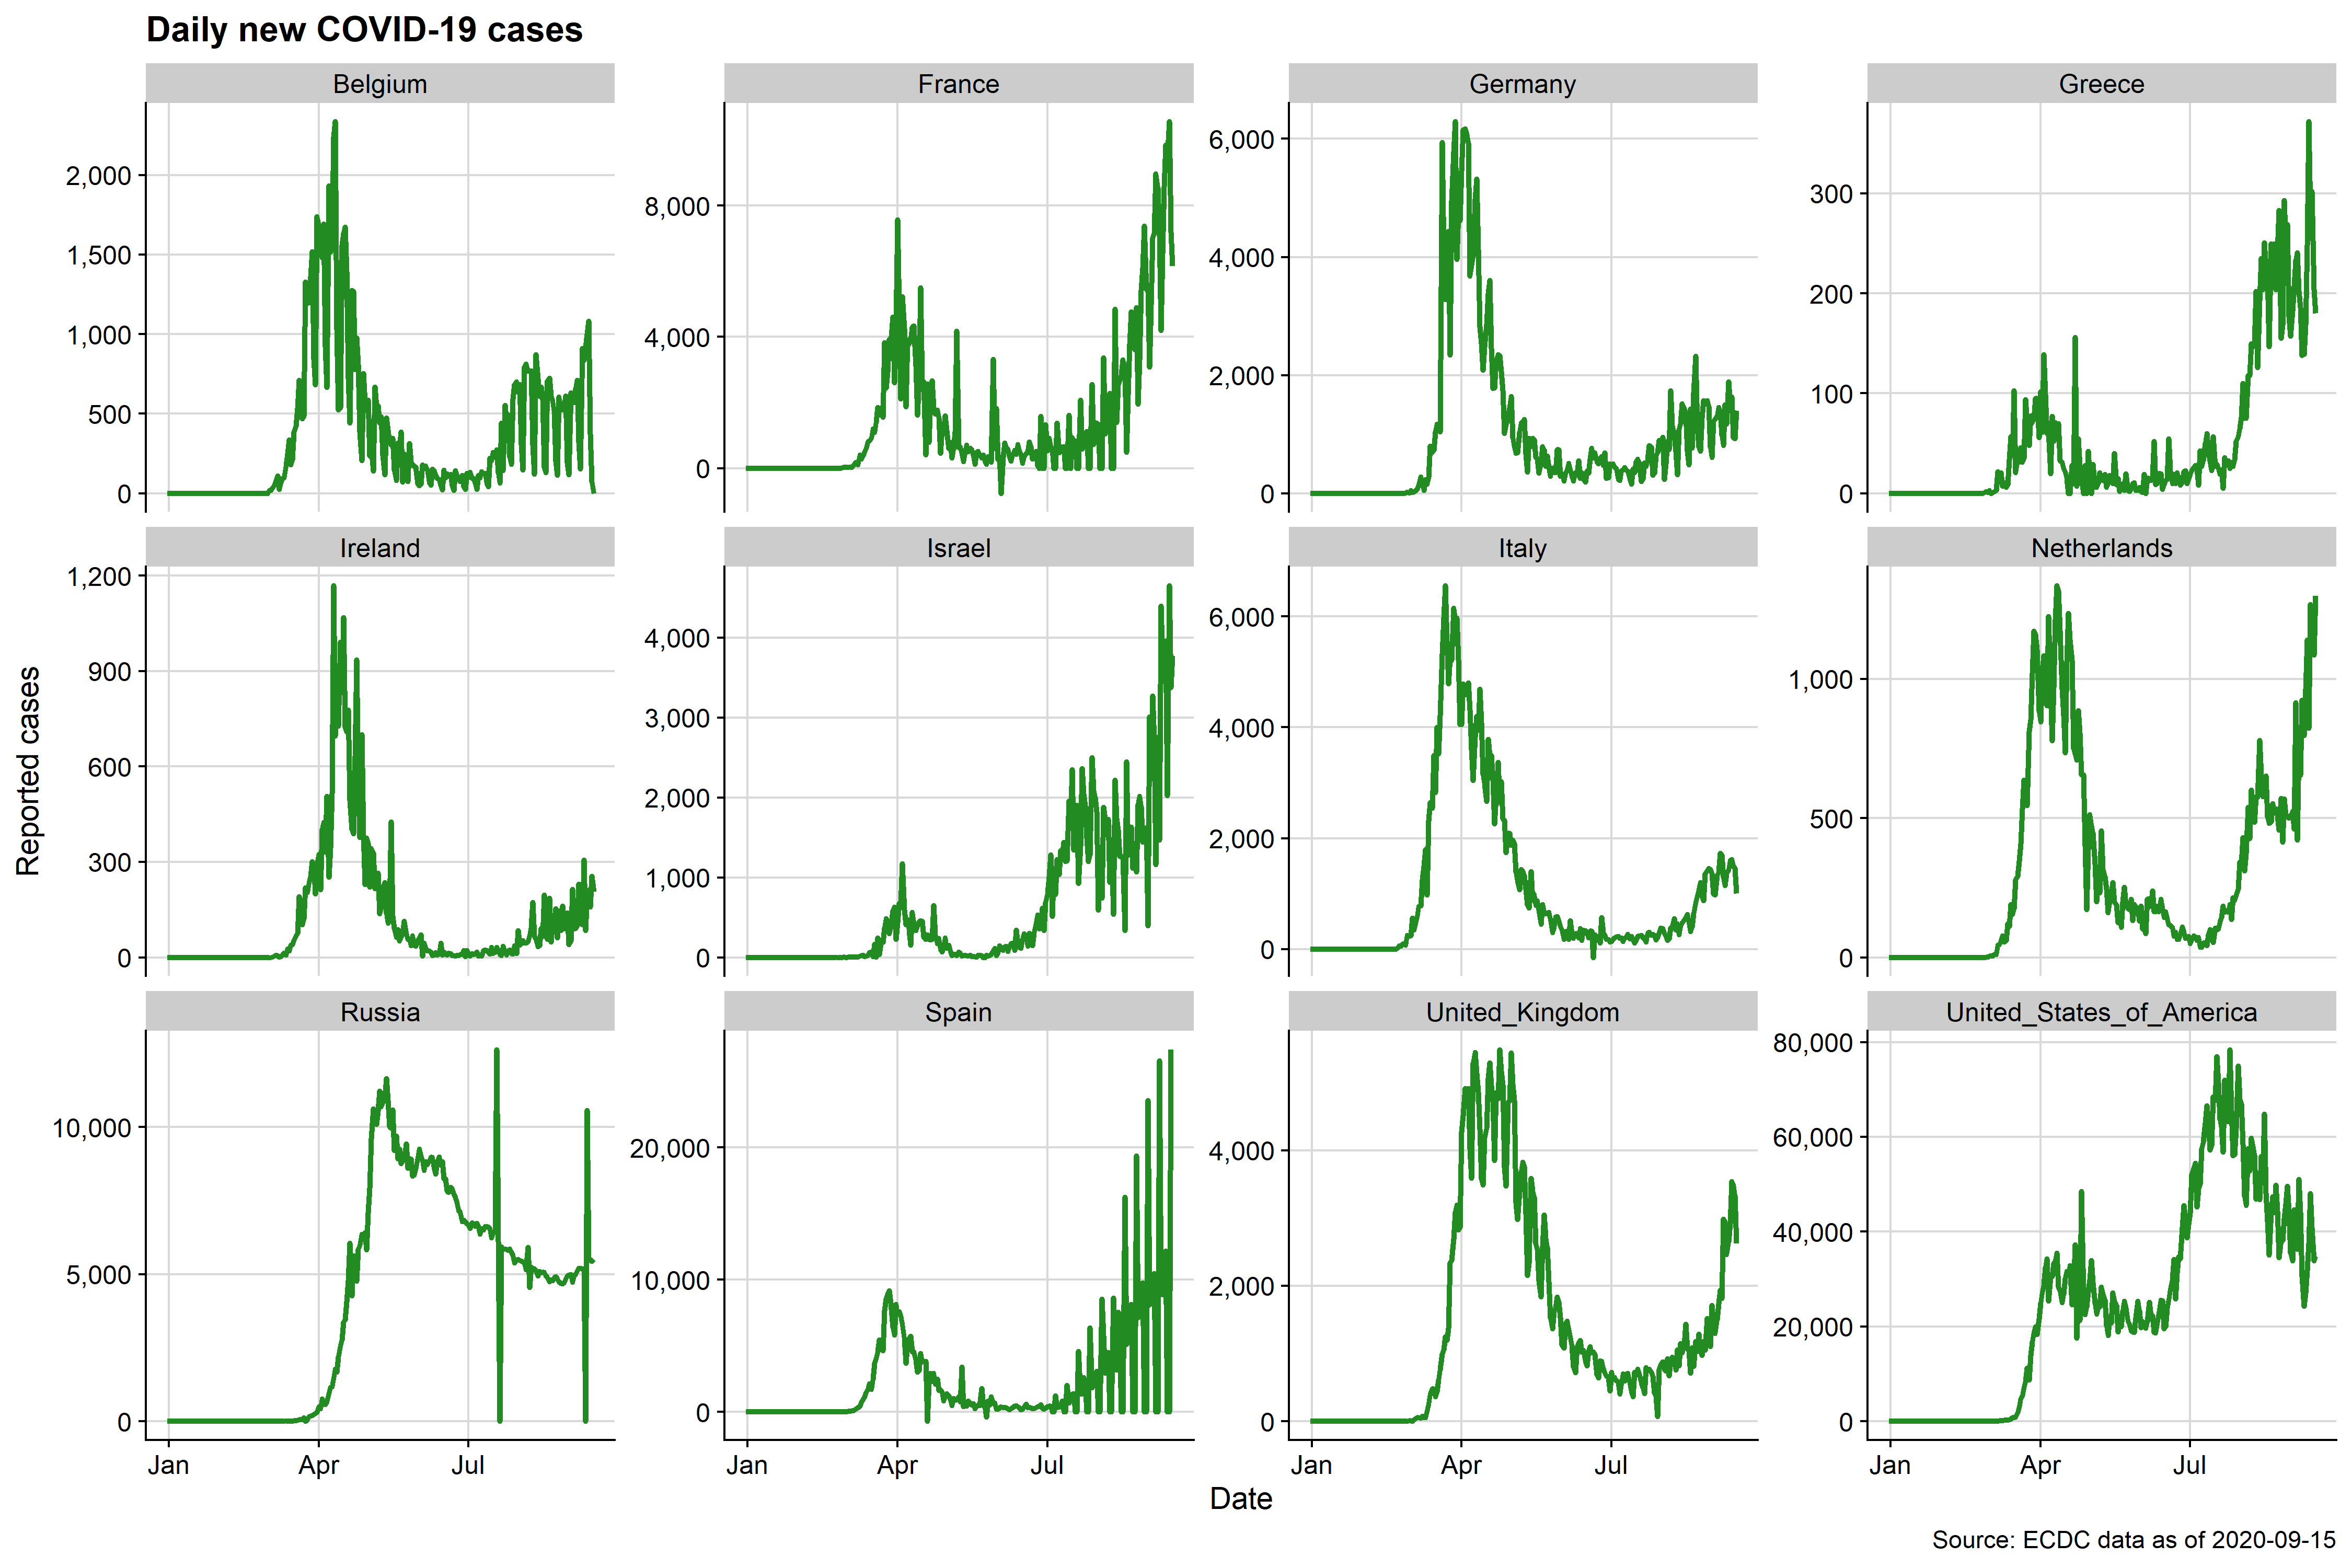 Daily new COVID-19 cases
Belgium
France
Germany
Greece
2,000
1,500
1,000
500
0
8,000
4,000
0
6,000
4,000
2,000
0
300
200
100
0
Ireland
Israel
Italy
Netherlands
1,200
900
600
300
0
4,000
3,000
2,000
1,000
0
6,000
4,000
2,000
0
1,000
500
0
Russia
Spain
United_Kingdom
United_States_of_America
10,000
5,000
0
20,000
10,000
0
4,000
2,000
0
80,000
60,000
40,000
20,000
0
Jan Apr Jul
Jan Apr Jul
Jan Apr Jul
Jan Apr Jul
Reported cases
Date
Source: ECDC data as of 2020-09-15